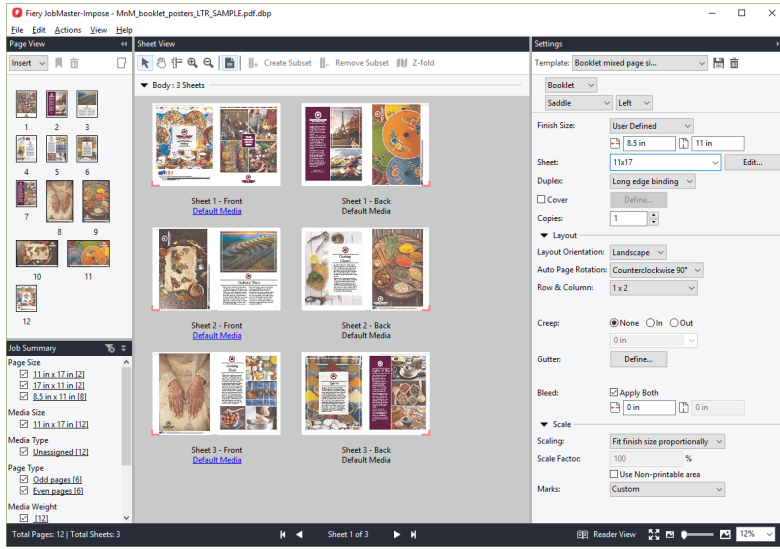 Fiery JobMaster-Impose - MnM_booklet_posters_LTR_SAMPLE.pdf.dbp
File Edit Actions View Help
Page View
Insert
1 2 3
4 5 6
7
8 9
10 11
12
Job Summary
Page Size
11 in x 17 in [2]
17 in x 11 in [2]
8.5 in x 11 in [8]
Media Size
11 in x 17 in [12]
Media Type
Unassigned [12]
Page Type
Odd pages [6]
Even pages [6]
Media Weight
[12]
Sheet View
Create Subset Remove Subset Z-fold
Body : 3 Sheets
Sheet 1 - Front
Default Media
Sheet 1 - Back
Default Media
Sheet 2 - Front
Default Media
Sheet 2 - Back
Default Media
Sheet 3 - Front
Default Media
Sheet 3 - Back
Default Media
Settings
Template: Booklet mixed page si...
Booklet
Saddle Left
Finish Size: User Defined
8.5 in 11 in
Sheet: 11x17 Edit...
Duplex: Long edge binding
Cover Define...
Copies: 1
Layout
Layout Orientation: Landscape
Auto Page Rotation: Counterclockwise 90°
Row & Column: 1 x 2
Creep: None In Out
0 in
Gutter: Define...
Bleed: Apply Both
0 in 0 in
Scale
Scaling: Fit finish size proportionally
Scale Factor: 100 %
Use Non-printable area
Marks: Custom
Total Pages: 12 | Total Sheets: 3
Sheet 1 of 3
Reader View 12%